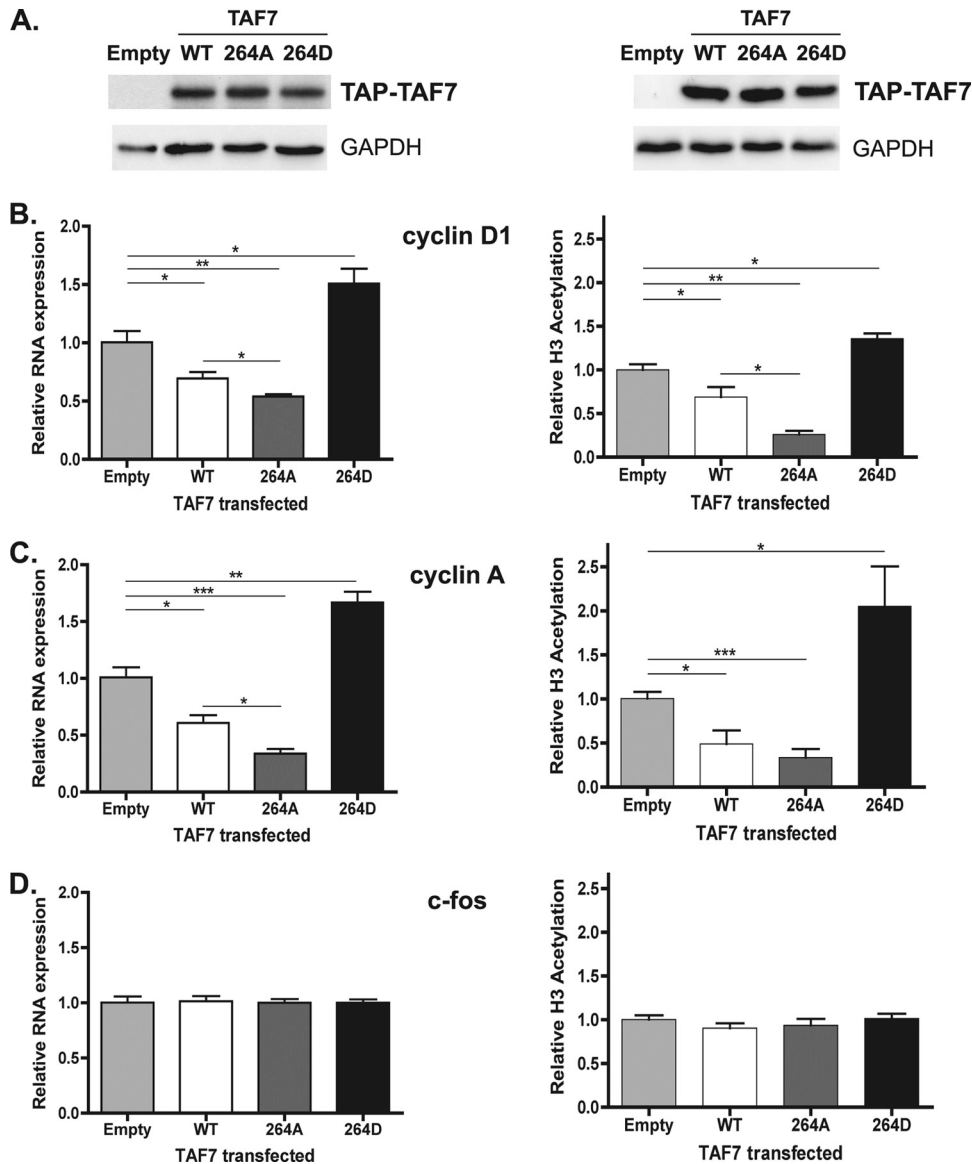 A.
TAF7
Empty WT 264A 264D
TAP-TAF7
GAPDH
TAF7
Empty WT 264A 264D
TAP-TAF7
GAPDH
B.
cyclin D1
Relative RNA expression
2.0
1.5
1.0
0.5
0.0
*
**
*
*
Empty WT 264A 264D
TAF7 transfected
Relative H3 Acetylation
2.5
2.0
1.5
1.0
0.5
0.0
*
**
*
*
Empty WT 264A 264D
TAF7 transfected
C.
cyclin A
Relative RNA expression
2.0
1.5
1.0
0.5
0.0
**
***
*
*
Empty WT 264A 264D
TAF7 transfected
Relative H3 Acetylation
2.5
2.0
1.5
1.0
0.5
0.0
*
***
*
Empty WT 264A 264D
TAF7 transfected
D.
c-fos
Relative RNA expression
2.0
1.5
1.0
0.5
0.0
Empty WT 264A 264D
TAF7 transfected
Relative H3 Acetylation
2.5
2.0
1.5
1.0
0.5
0.0
Empty WT 264A 264D
TAF7 transfected